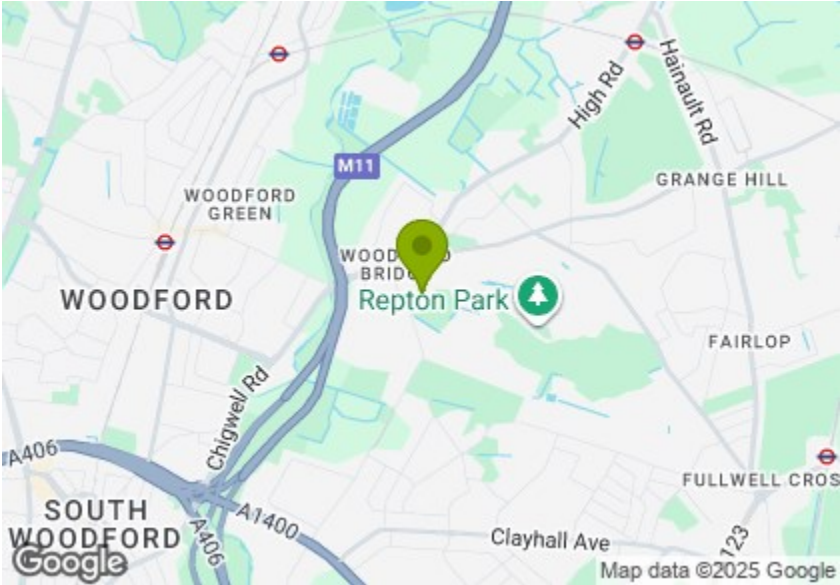 High Rd
Hainault Rd
M11
GRANGE HILL
WOODFORD
GREEN
WOODFORD
Repton Park
FAIRLOP
Chigwell Rd
A406
FULLWELL
SOUTH
WOODFORD
A1400
A406
Clayhall Ave
123
Google
Map data ©2025 Google